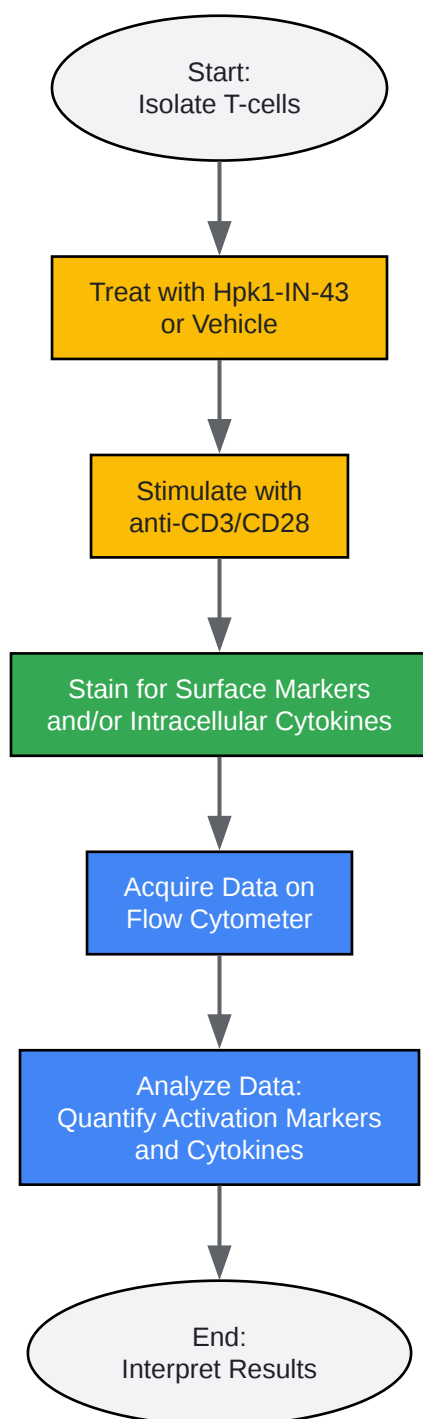 Start:
Isolate T-cells
Treat with Hpk1-IN-43
or Vehicle
Stimulate with
anti-CD3/CD28
Stain for Surface Markers
and/or Intracellular Cytokines
Acquire Data on
Flow Cytometer
Analyze Data:
Quantify Activation Markers
and Cytokines
End:
Interpret Results